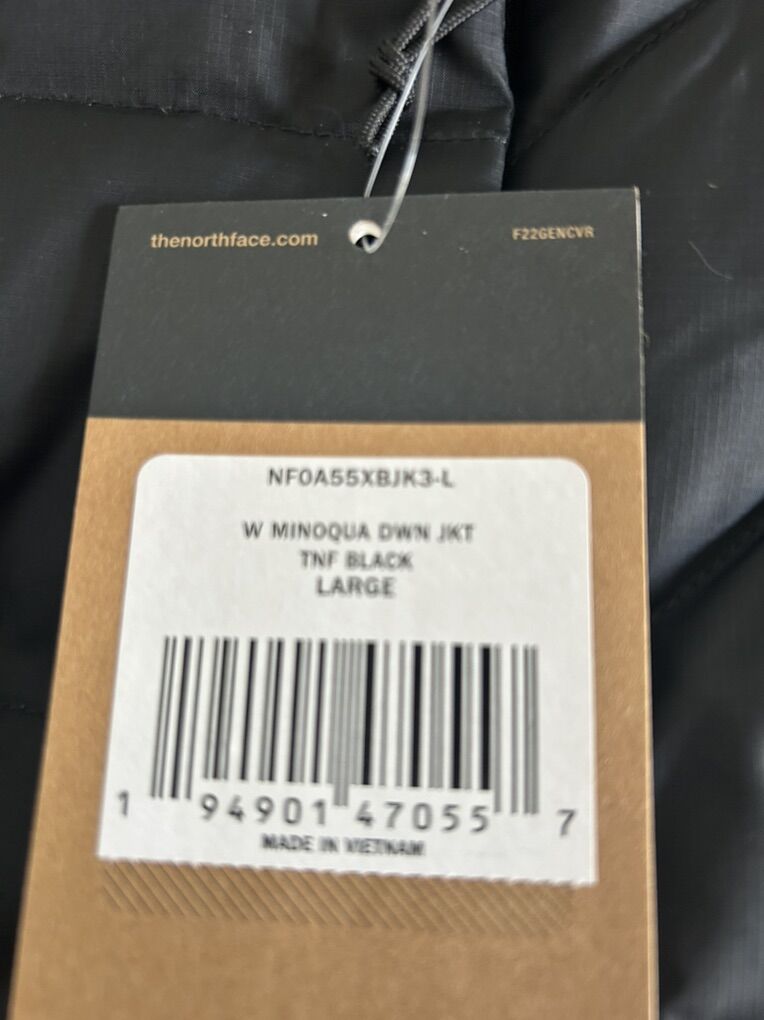 thenorthface.com
F22GENCVR
NF0A55XBJK3-L
W MINOQUA DWN JKT
TNF BLACK
LARGE
1 94901 47055 7
MADE IN VIETNAM